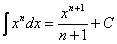 ∫xⁿdx = xⁿ⁺¹/(n+1) + C